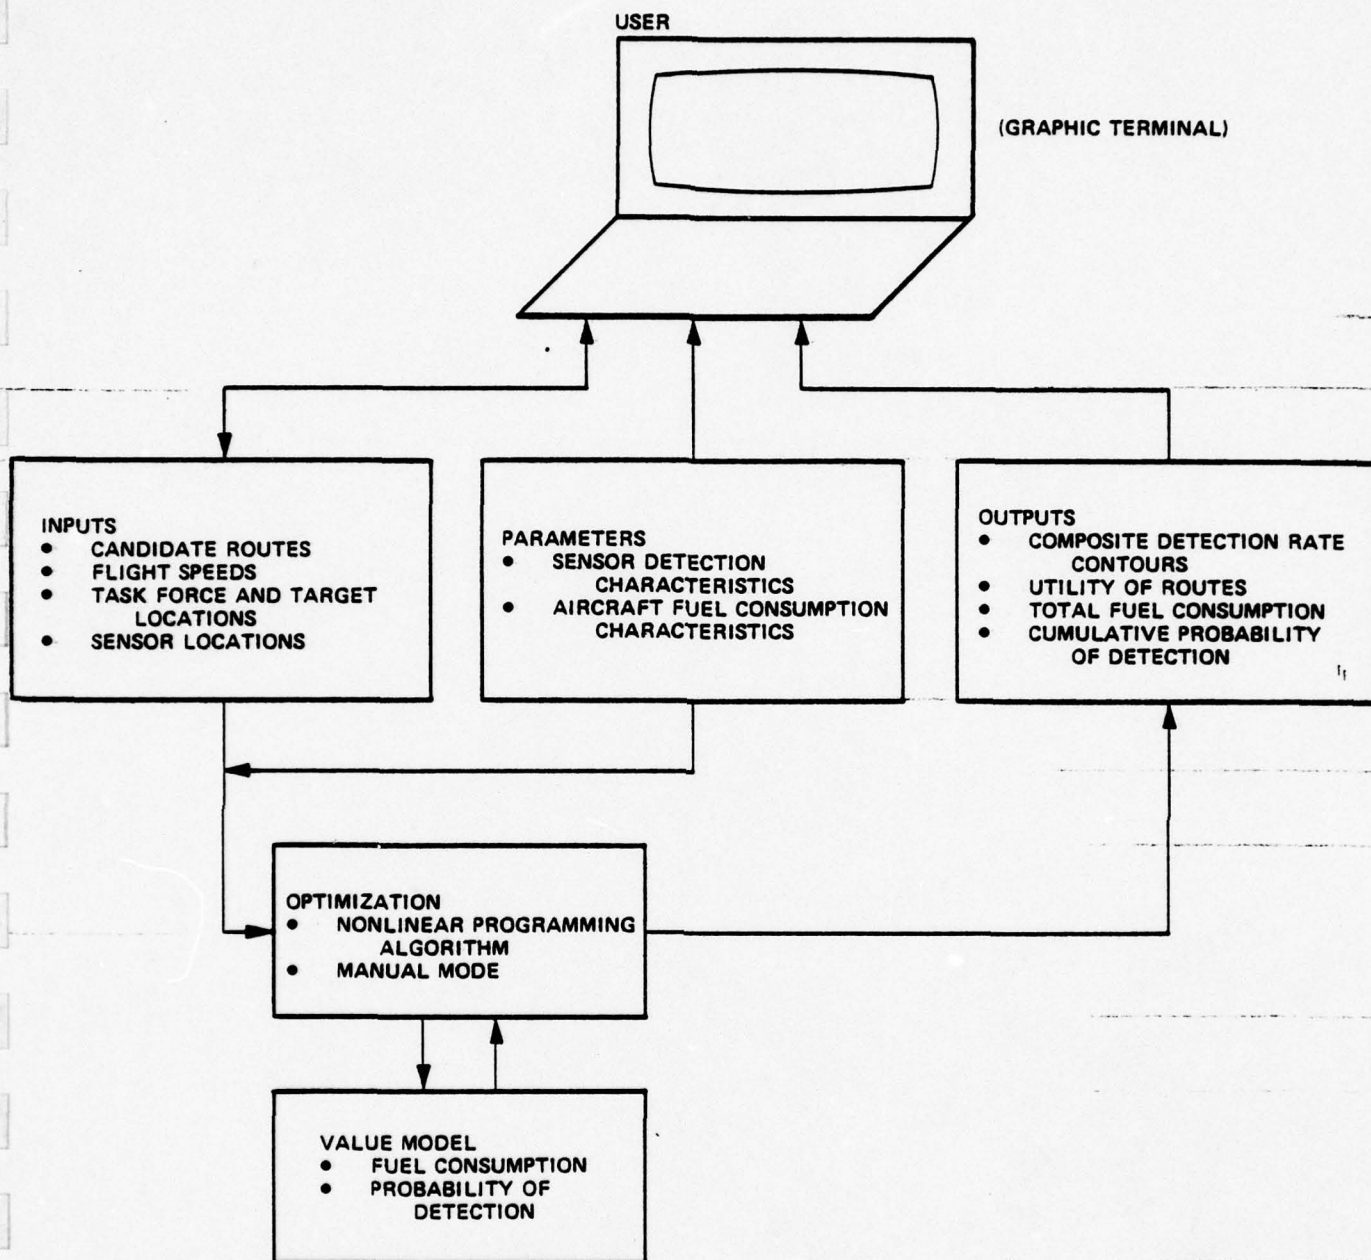 USER
(GRAPHIC TERMINAL)
INPUTS
• CANDIDATE ROUTES
• FLIGHT SPEEDS
• TASK FORCE AND TARGET
LOCATIONS
• SENSOR LOCATIONS
PARAMETERS
• SENSOR DETECTION
CHARACTERISTICS
• AIRCRAFT FUEL CONSUMPTION
CHARACTERISTICS
OUTPUTS
• COMPOSITE DETECTION RATE
CONTOURS
• UTILITY OF ROUTES
• TOTAL FUEL CONSUMPTION
• CUMULATIVE PROBABILITY
OF DETECTION
OPTIMIZATION
• NONLINEAR PROGRAMMING
ALGORITHM
• MANUAL MODE
VALUE MODEL
• FUEL CONSUMPTION
• PROBABILITY OF
DETECTION